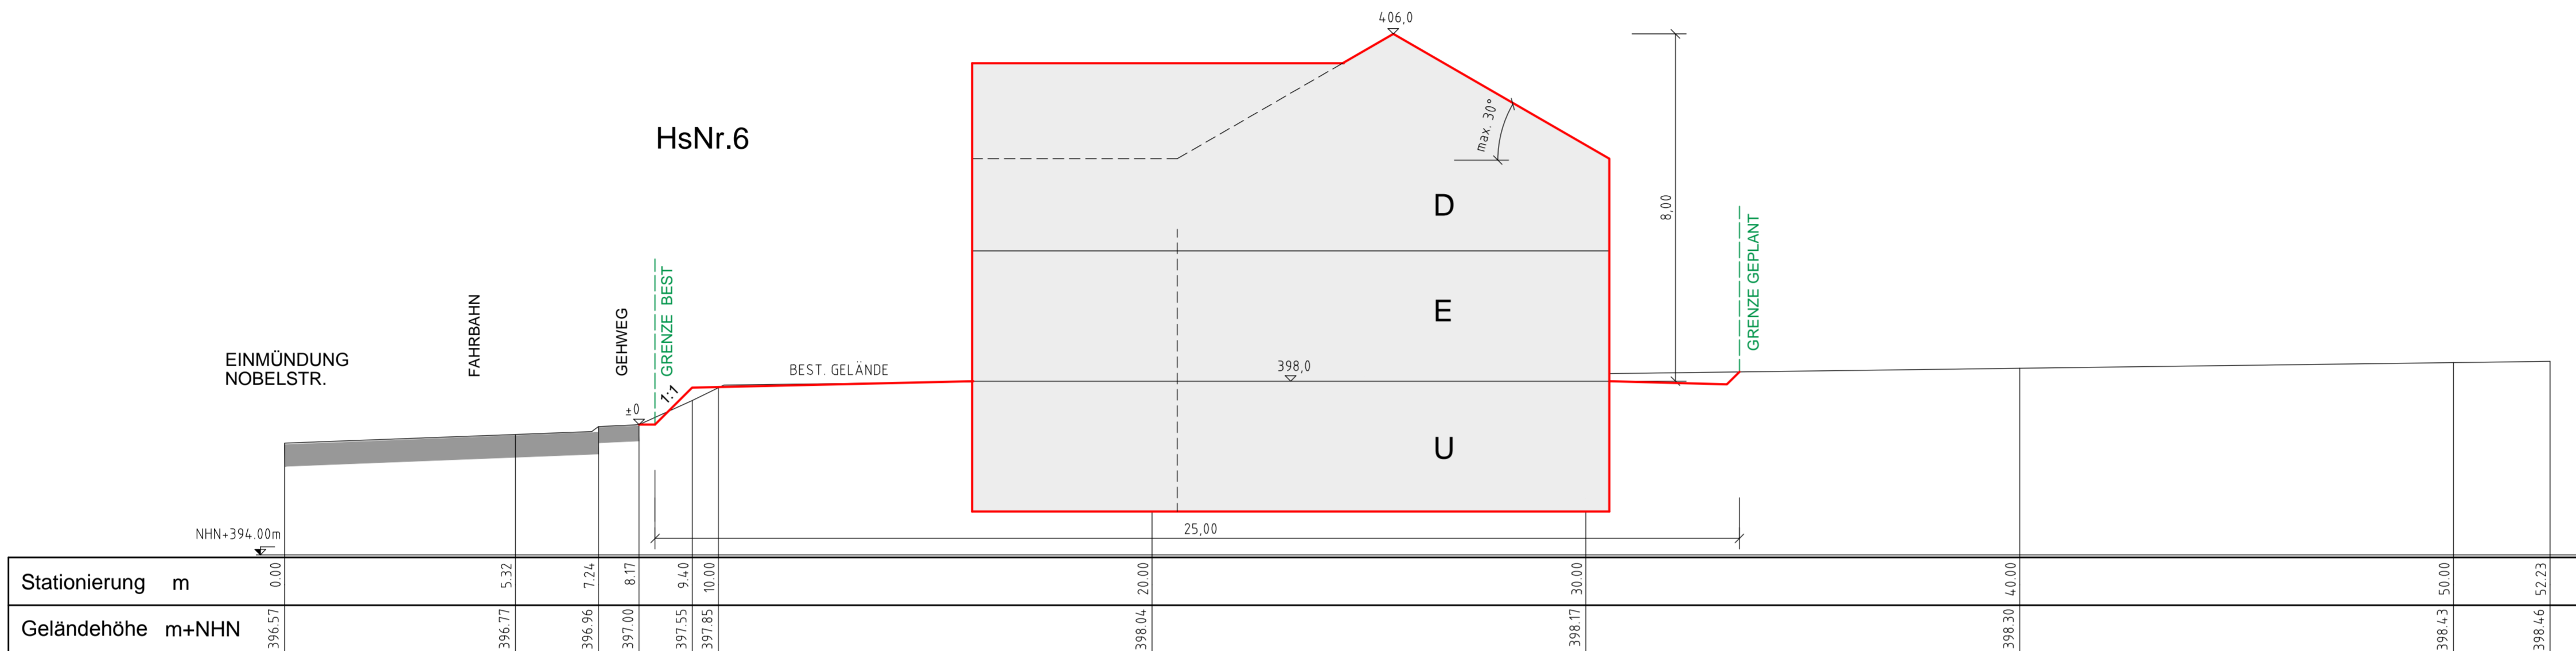 406,0
HsNr.6
max. 30°
D
8,00
GRENZE GEPLANT
E
FAHRBAHN
GEHWEG
GRENZE BEST
EINMÜNDUNG
NOBELSTR.
BEST. GELÄNDE
398,0
1:1
±0
U
NHN+394.00m
25,00
Stationierung m 0.00 5.32 7.24 8.17 9.40 10.00 20.00 30.00 40.00 50.00 52.23
Geländehöhe m+NHN 396.57 396.77 396.96 397.00 397.55 397.85 398.04 398.17 398.30 398.43 398.46